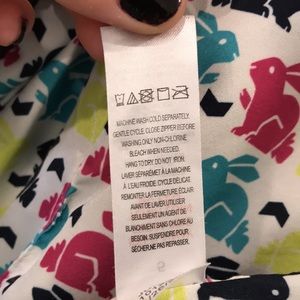 MACHINE WASH COLD SEPARATELY,
GENTLE CYCLE. CLOSE ZIPPER BEFORE
WASHING ONLY NON-CHLORINE
BLEACH WHEN NEEDED.
HANG TO DRY. DO NOT IRON.
LAVER SEPARÉMENT À LA MACHINE
À L'EAU FROIDE, CYCLE DÉLICAT.
REMONTER LA FERMETURE ÉCLAIR
AVANT DE LAVER UTILISER
SEULEMENT UN AGENT DE
BLANCHIMENT SANS CHLORE AU
BESOIN. SUSPENDRE POUR
SÉCHER.NE PAS REPASSER.
S